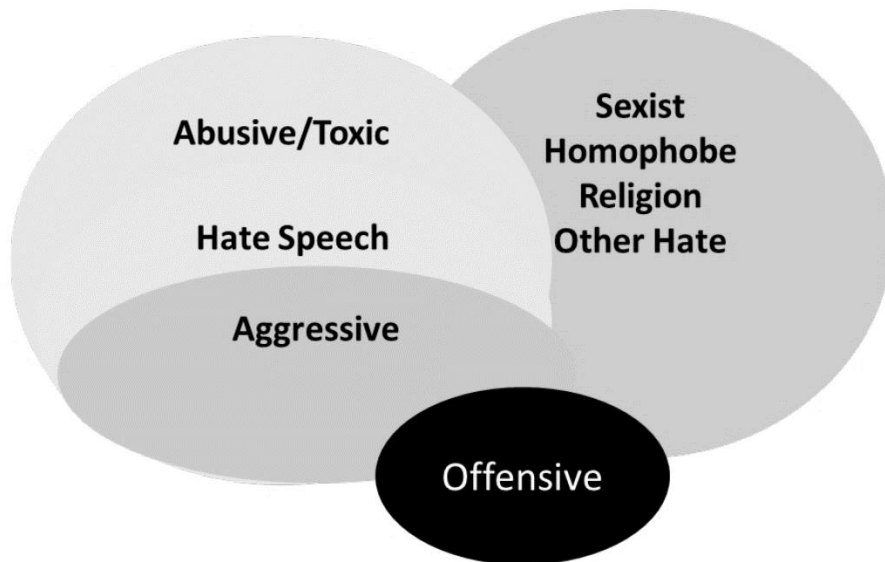 Abusive/Toxic
Hate Speech
Aggressive
Sexist
Homophobe
Religion
Other Hate
Offensive